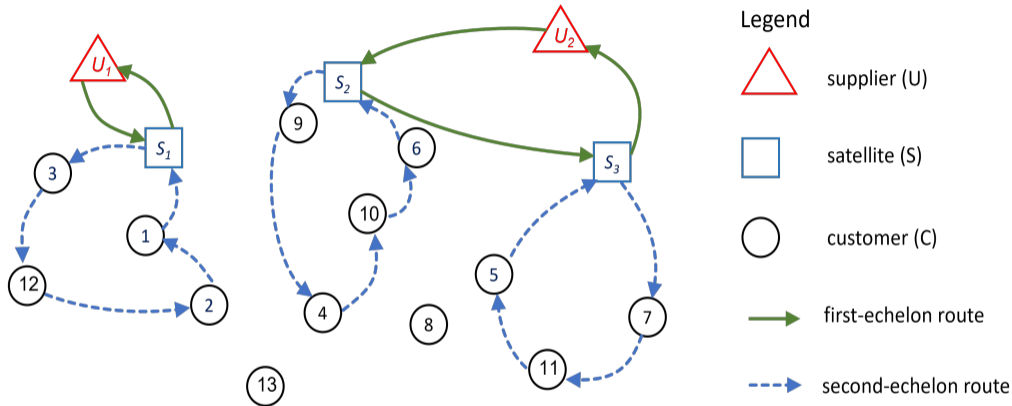 U1
S1
3
1
12
2
13
U2
S2
9
6
S3
10
5
4
8
7
11
Legend
supplier (U)
satellite (S)
customer (C)
first-echelon route
second-echelon route